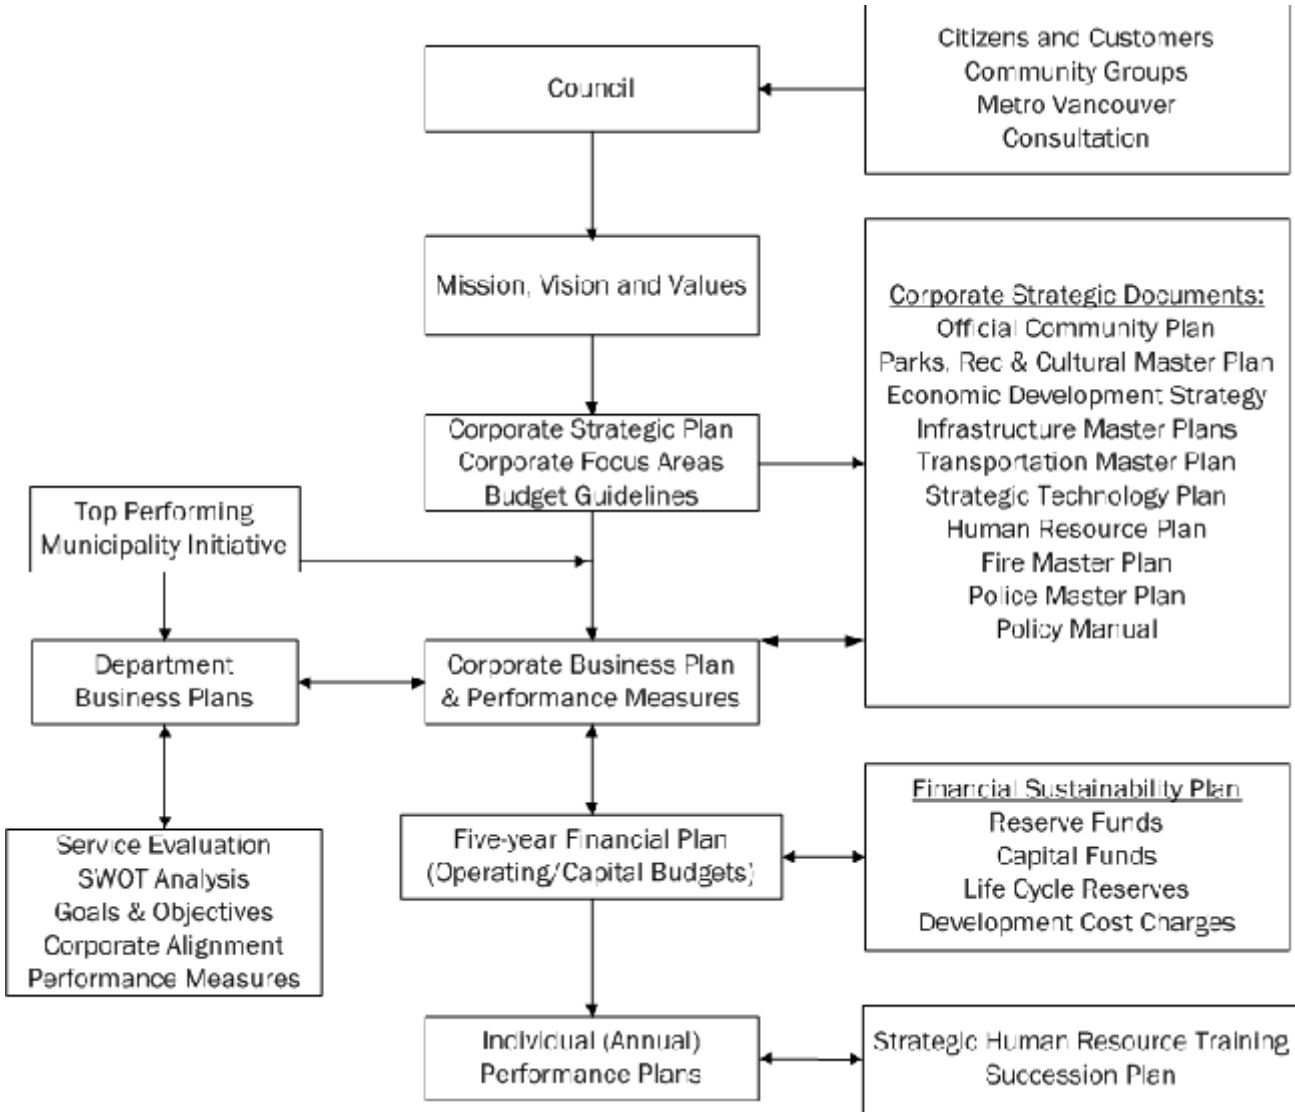 Citizens and Customers
Community Groups
Metro Vancouver
Consultation
Council
Mission, Vision and Values
Corporate Strategic Documents:
Official Community Plan
Parks, Rec & Cultural Master Plan
Economic Development Strategy
Infrastructure Master Plans
Transportation Master Plan
Strategic Technology Plan
Human Resource Plan
Fire Master Plan
Police Master Plan
Policy Manual
Corporate Strategic Plan
Corporate Focus Areas
Budget Guidelines
Top Performing
Municipality Initiative
Department
Business Plans
Corporate Business Plan
& Performance Measures
Financial Sustainability Plan
Reserve Funds
Capital Funds
Life Cycle Reserves
Development Cost Charges
Five-year Financial Plan
(Operating/Capital Budgets)
Service Evaluation
SWOT Analysis
Goals & Objectives
Corporate Alignment
Performance Measures
Individual (Annual)
Performance Plans
Strategic Human Resource Training
Succession Plan